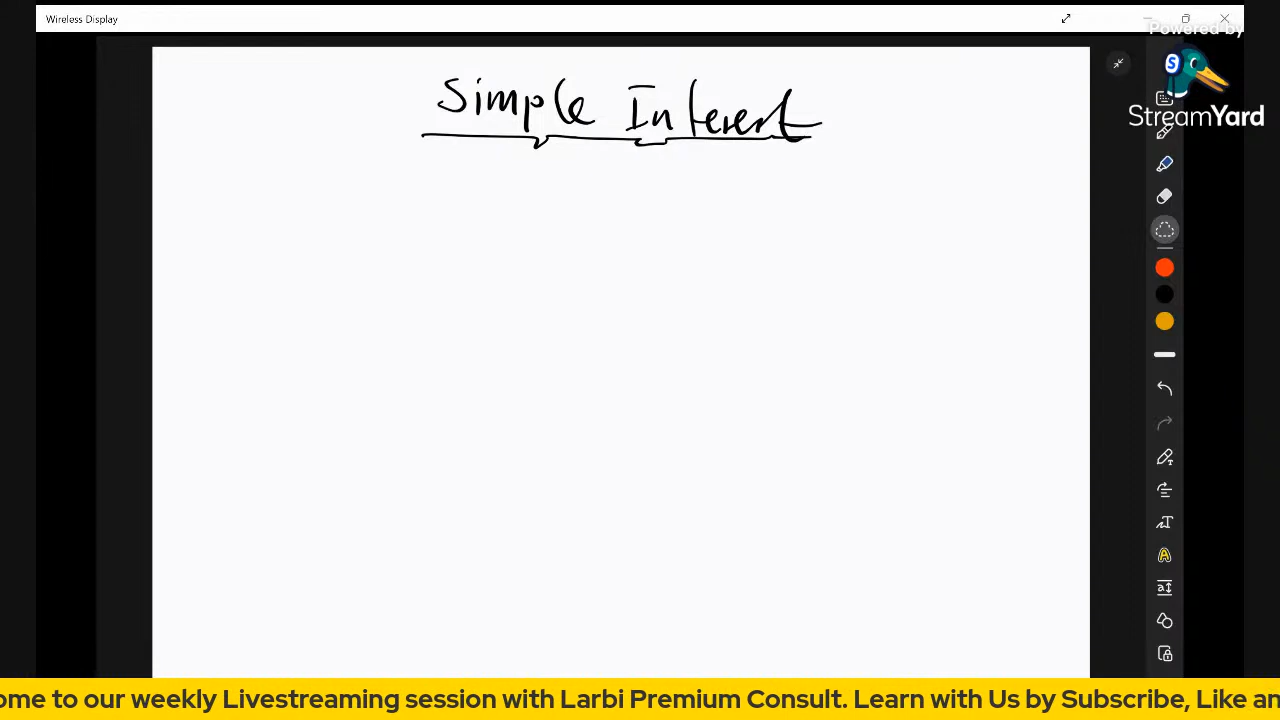 Wireless Display
Powered by
StreamYard
Simple Interest
ome to our weekly Livestreaming session with Larbi Premium Consult. Learn with Us by Subscribe, Like an